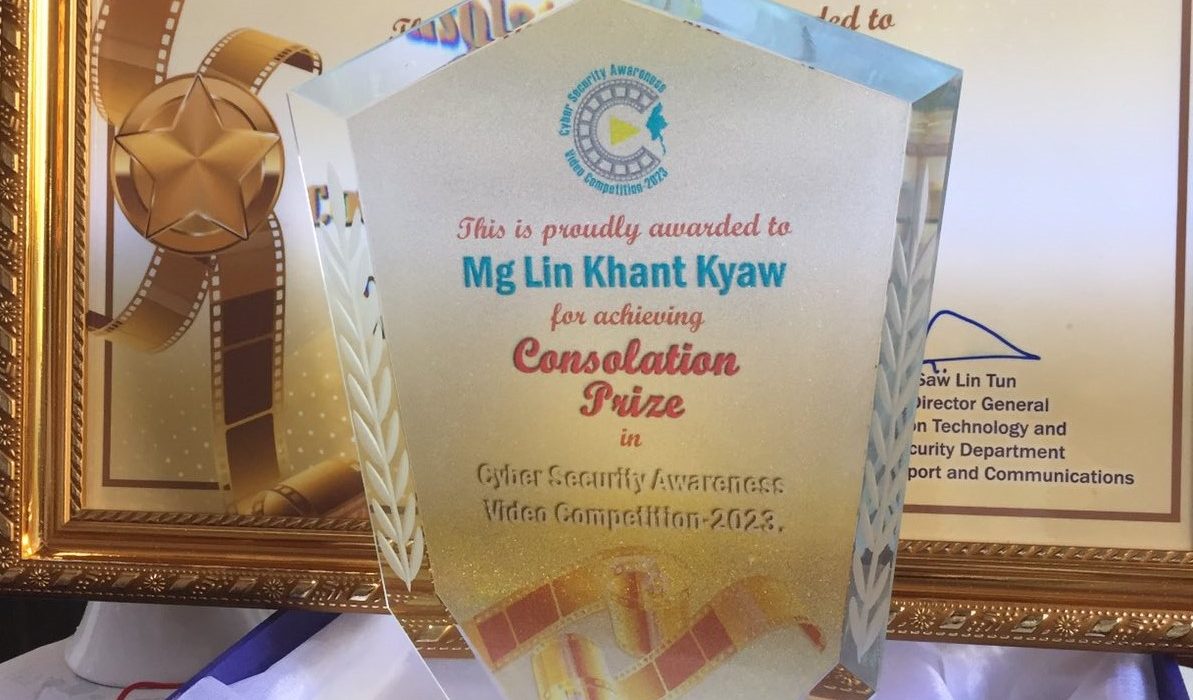 ded to
Cyber Security Awareness
Video Competition-2023
This is proudly awarded to
Mg Lin Khant Kyaw
for achieving
Consolation
Prize
in
Cyber Security Awareness
Video Competition-2023.
Saw Lin Tun
Director General
on Technology and
curity Department
port and Communications